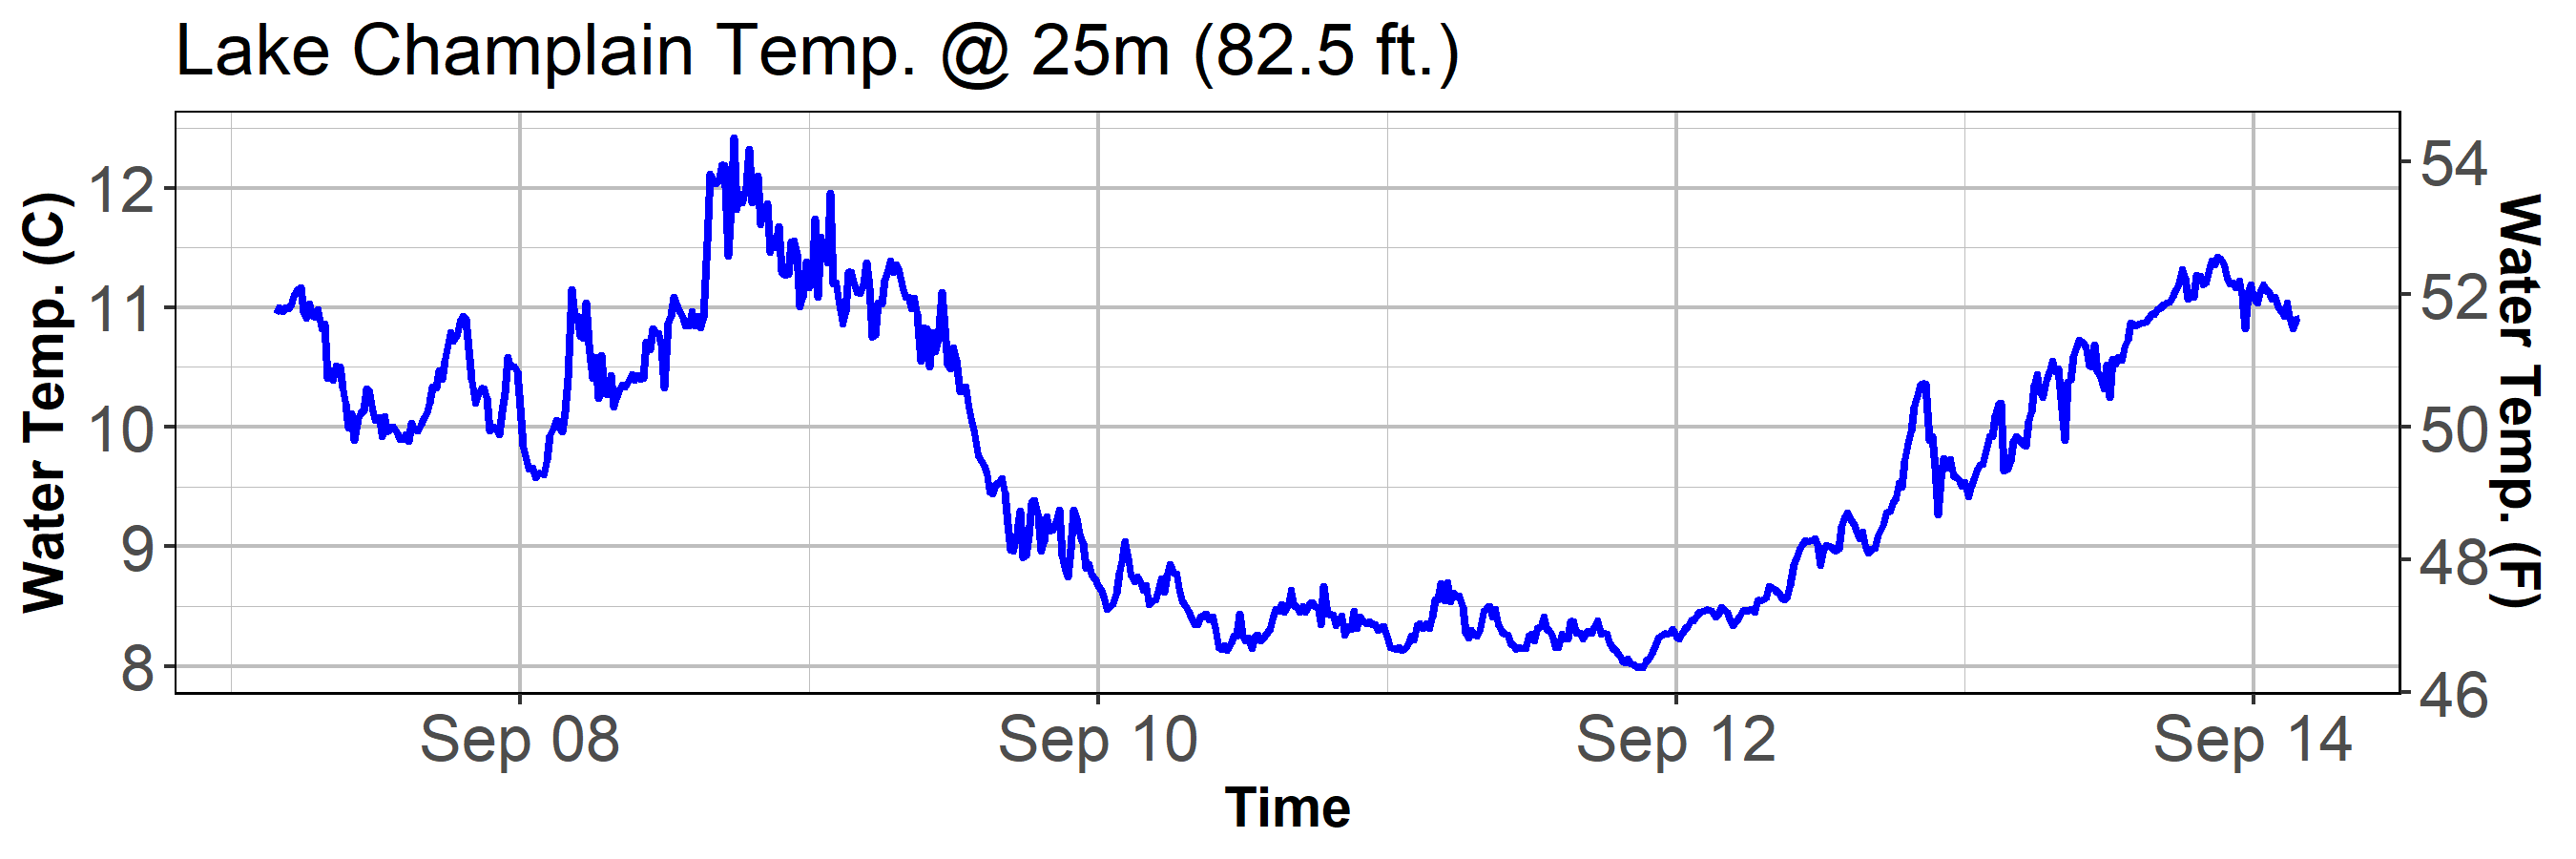 Lake Champlain Temp. @ 25m (82.5 ft.)
Water Temp. (C)
12
11
10
9
8
54
52
50
48
46
Water Temp. (F)
Sep 08 Sep 10 Sep 12 Sep 14
Time